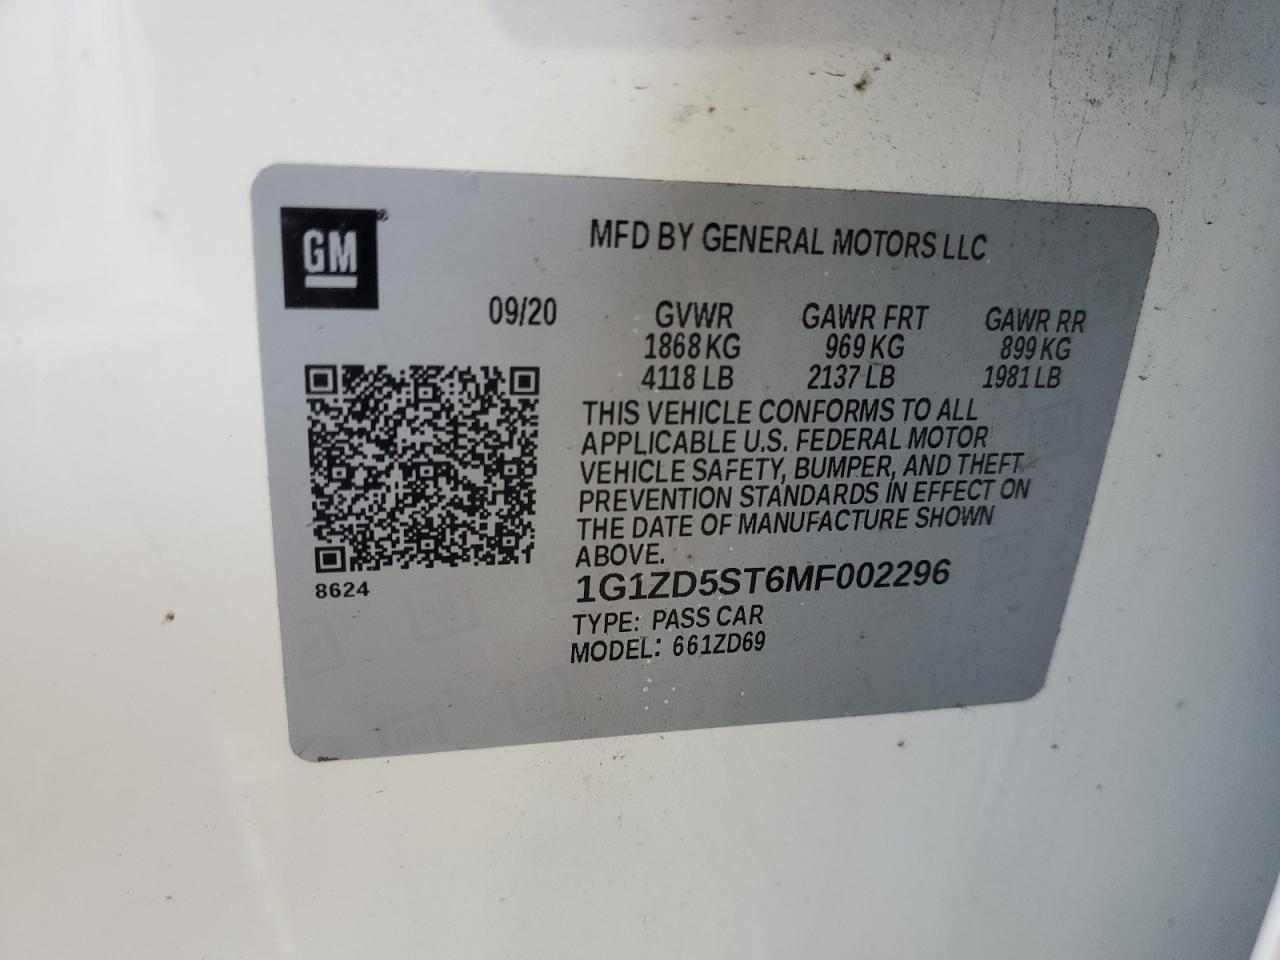 GM®
MFD BY GENERAL MOTORS LLC
09/20 GVWR GAWR FRT GAWR RR
1868 KG 969 KG 899 KG
4118 LB 2137 LB 1981 LB
THIS VEHICLE CONFORMS TO ALL
APPLICABLE U.S. FEDERAL MOTOR
VEHICLE SAFETY, BUMPER, AND THEFT
PREVENTION STANDARDS IN EFFECT ON
THE DATE OF MANUFACTURE SHOWN
ABOVE.
8624
1G1ZD5ST6MF002296
TYPE: PASS CAR
MODEL: 661ZD69